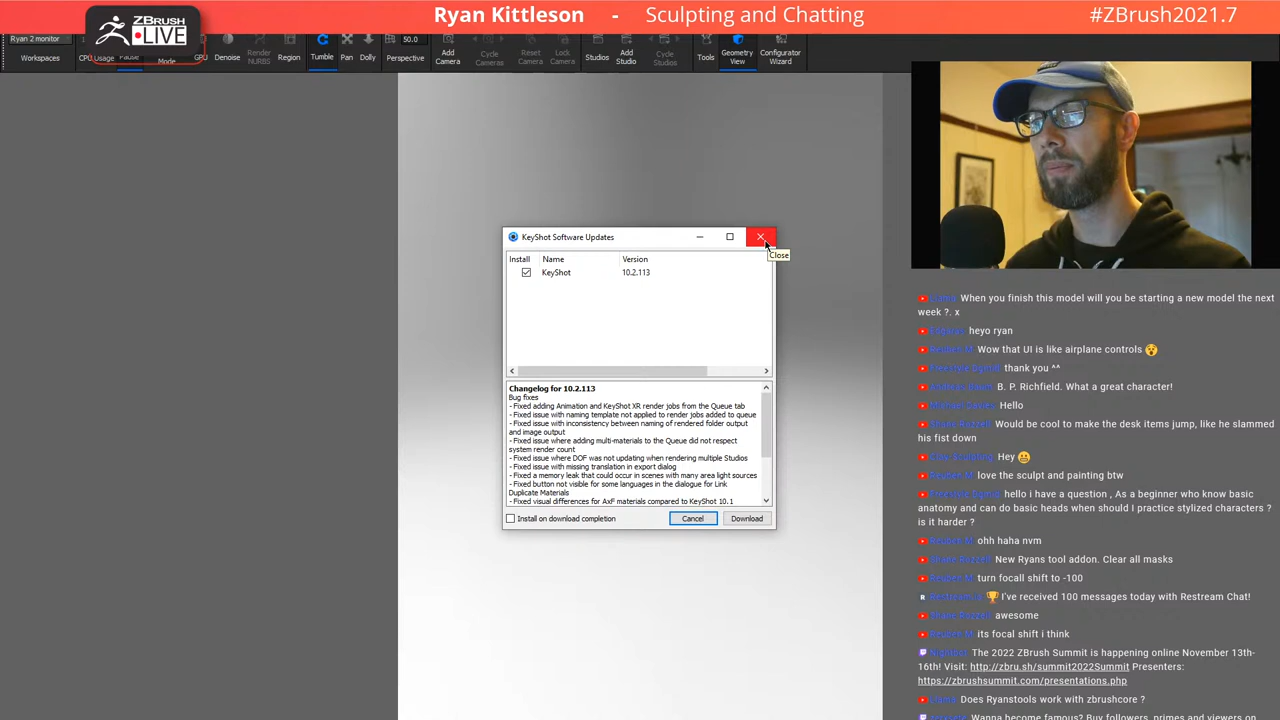 Ryan Kittleson - Sculpting and Chatting #ZBrush2021.7
ZBRUSH
LIVE
Ryan 2 monitor
50.0
Workspaces
CPU Usage
Pause
Mode
GPU
Denoise
Render
NURBS
Region
Tumble
Pan
Dolly
Perspective
Add
Camera
Cycle
Cameras
Reset
Camera
Lock
Camera
Studios
Add
Studio
Cycle
Studios
Tools
Geometry
View
Configurator
Wizard
KeyShot Software Updates
Close
Install Name Version
KeyShot 10.2.113
Changelog for 10.2.113
Bug fixes
- Fixed adding Animation and KeyShot XR render jobs from the Queue tab
- Fixed issue with naming template not applied to render jobs added to queue
- Fixed issue with inconsistency between naming of rendered folder output
and image output
- Fixed issue where adding multi-materials to the Queue did not respect
system render count
- Fixed issue where DOF was not updating when rendering multiple Studios
- Fixed issue with missing translation in export dialog
- Fixed a memory leak that could occur in scenes with many area light sources
- Fixed button not visible for some languages in the dialogue for Link
Duplicate Materials
- Fixed visual differences for AxF materials compared to KeyShot 10.1
Install on download completion
Cancel
Download
When you finish this model will you be starting a new model the next
week ?. x
heyo ryan
Wow that UI is like airplane controls 😯
thank you ^^
B. P. Richfield. What a great character!
Hello
Would be cool to make the desk items jump, like he slammed
his fist down
Hey 😀
love the sculpt and painting btw
hello i have a question , As a beginner who know basic
anatomy and can do basic heads when should I practice stylized characters ?
is it harder ?
ohh haha nvm
New Ryans tool addon. Clear all masks
turn focall shift to -100
🏆 I've received 100 messages today with Restream Chat!
awesome
its focal shift i think
The 2022 ZBrush Summit is happening online November 13th-
16th! Visit: http://zbru.sh/summit2022Summit Presenters:
https://zbrushsummit.com/presentations.php
Does Ryanstools work with zbrushcore ?
Wanna become famous? Buy followers, primes and viewers on